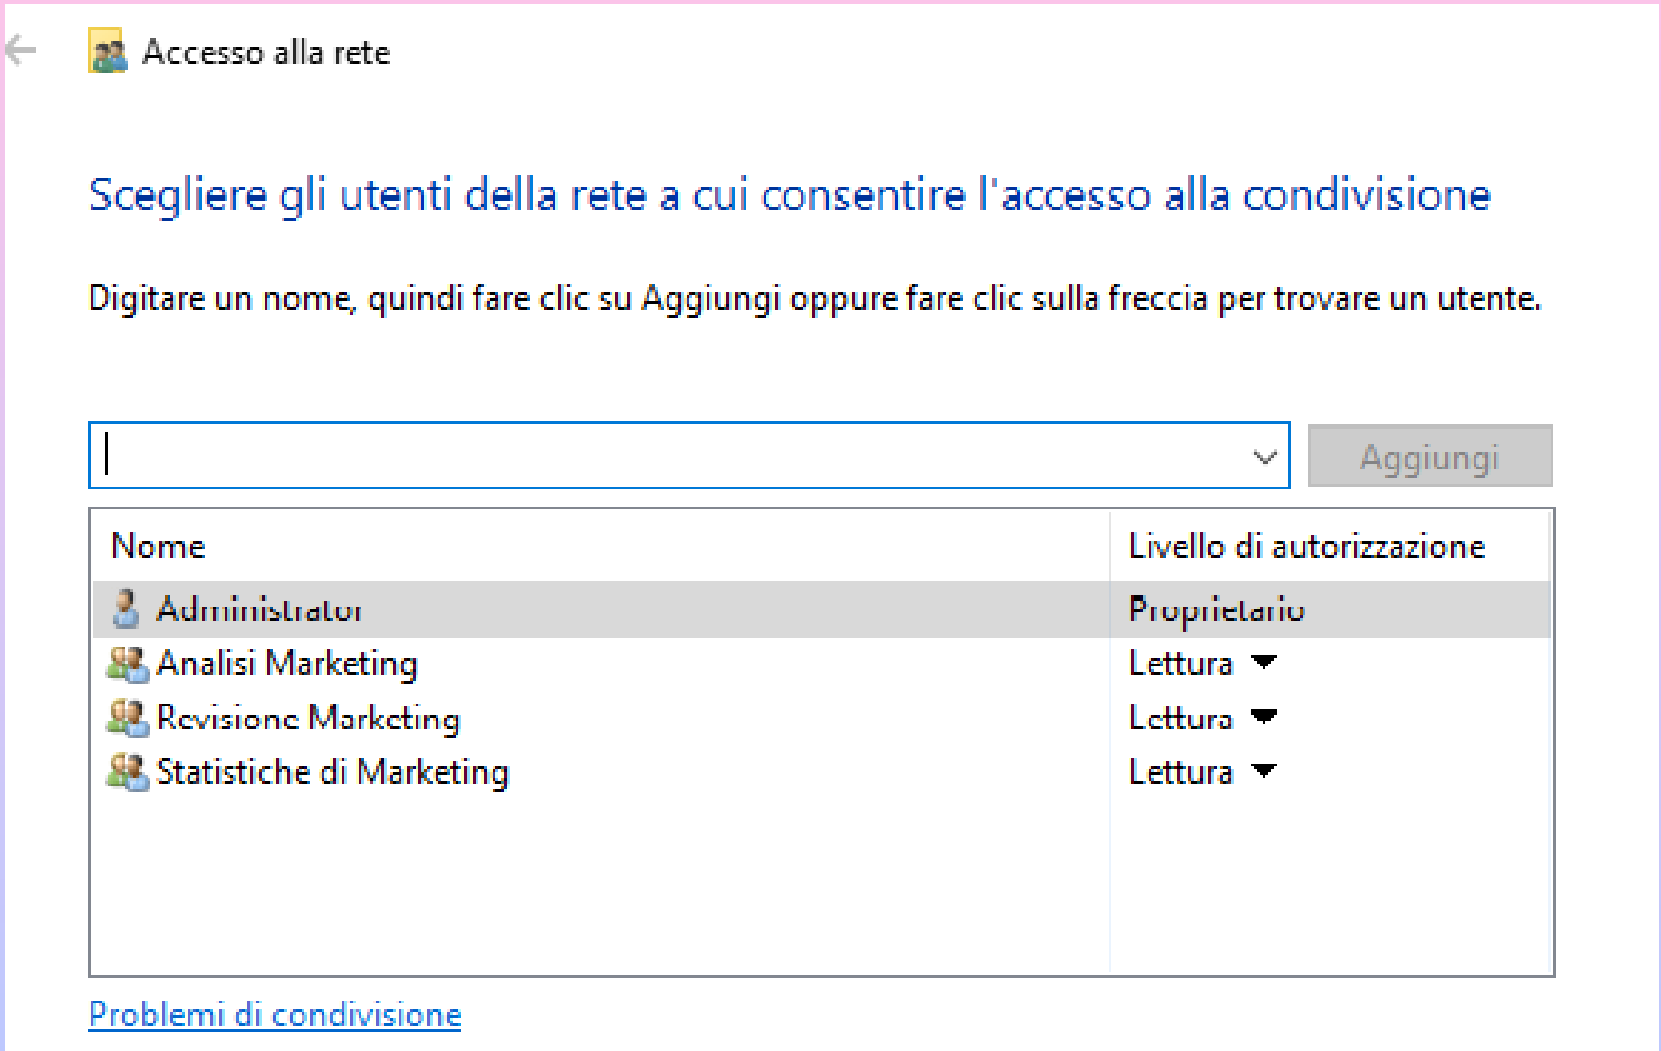 Accesso alla rete
Scegliere gli utenti della rete a cui consentire l'accesso alla condivisione
Digitare un nome, quindi fare clic su Aggiungi oppure fare clic sulla freccia per trovare un utente.
Aggiungi
Nome Livello di autorizzazione
Administrator Proprietario
Analisi Marketing Lettura
Revisione Marketing Lettura
Statistiche di Marketing Lettura
Problemi di condivisione